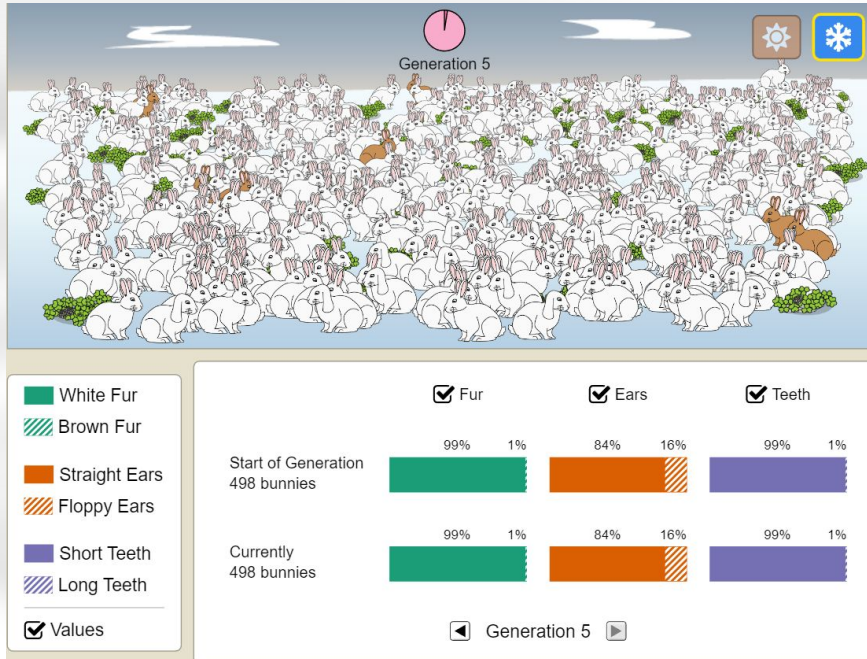 Generation 5
White Fur
Brown Fur
Straight Ears
Floppy Ears
Short Teeth
Long Teeth
Values
Fur Ears Teeth
99% 1% 84% 16% 99% 1%
Start of Generation
498 bunnies
99% 1% 84% 16% 99% 1%
Currently
498 bunnies
Generation 5